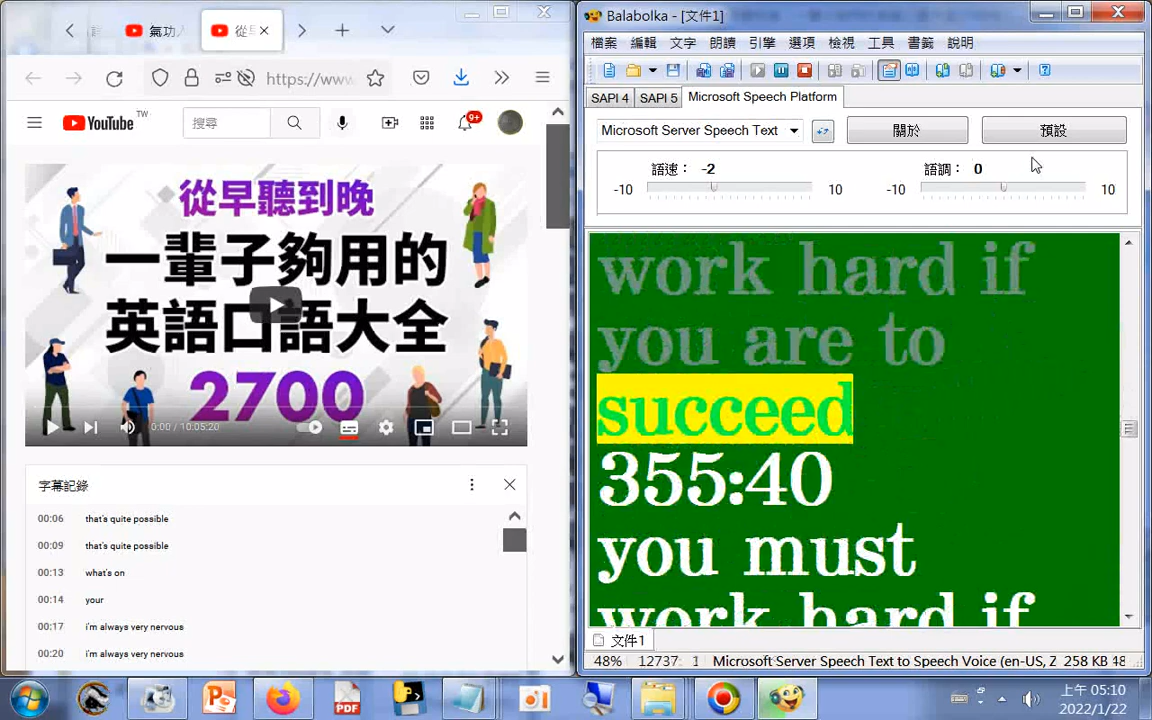 氣功
從
https://www
YouTube TW
搜尋
9+
從早聽到晚
一輩子夠用的
英語口語大全
2700
0:00 / 10:05:20
字幕記錄
00:06 that's quite possible
00:09 that's quite possible
00:13 what's on
00:14 your
00:17 i'm always very nervous
00:20 i'm always very nervous
Balabolka - [文件1]
檔案 編輯 文字 朗讀 引擎 選項 檢視 工具 書籤 說明
SAPI 4 SAPI 5 Microsoft Speech Platform
Microsoft Server Speech Text 關於 預設
語速： -2 語調： 0
-10 10 -10 10
work hard if
you are to
succeed
355:40
you must
work hard if
文件1
48% 12737: 1 Microsoft Server Speech Text to Speech Voice (en-US, Z 258 KB 48
PDF
上午 05:10
2022/1/22